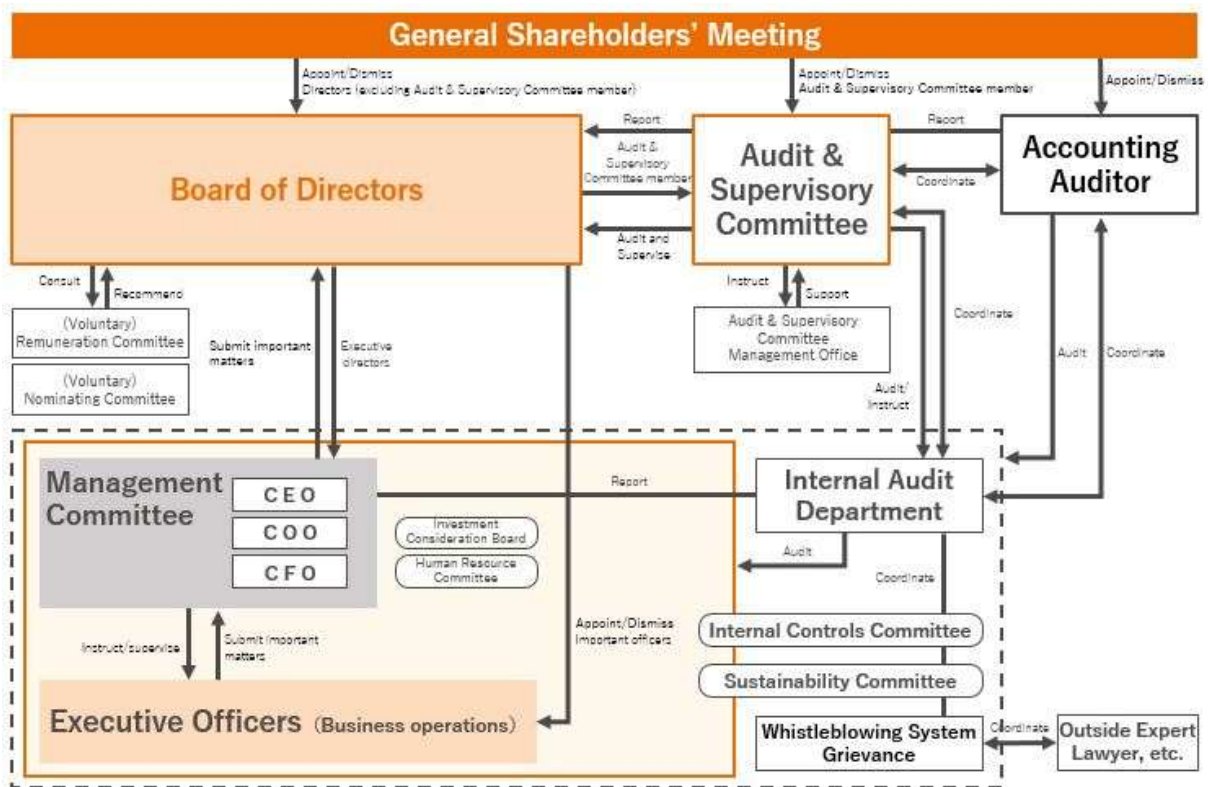 General Shareholders' Meeting
Appoint/Dismiss
Directors (excluding Audit & Supervisory Committee member)
Appoint/Dismiss
Audit & Supervisory Committee member
Appoint/Dismiss
Board of Directors
Report
Audit &
Supervisory
Committee member
Audit and
Supervise
Audit &
Supervisory
Committee
Report
Coordinate
Accounting
Auditor
Consult
Recommend
(Voluntary)
Remuneration Committee
(Voluntary)
Nominating Committee
Submit important
matters
Executive
directors
Instruct
Support
Audit & Supervisory
Committee
Management Office
Coordinate
Audit/
Instruct
Audit
Coordinate
Management
Committee
CEO
COO
CFO
Investment
Consideration Board
Human Resource
Committee
Report
Internal Audit
Department
Audit
Coordinate
Instruct/supervise
Submit important
matters
Appoint/Dismiss
Important officers
Internal Controls Committee
Sustainability Committee
Executive Officers (Business operations)
Whistleblowing System
Grievance
Coordinate
Outside Expert
Lawyer, etc.